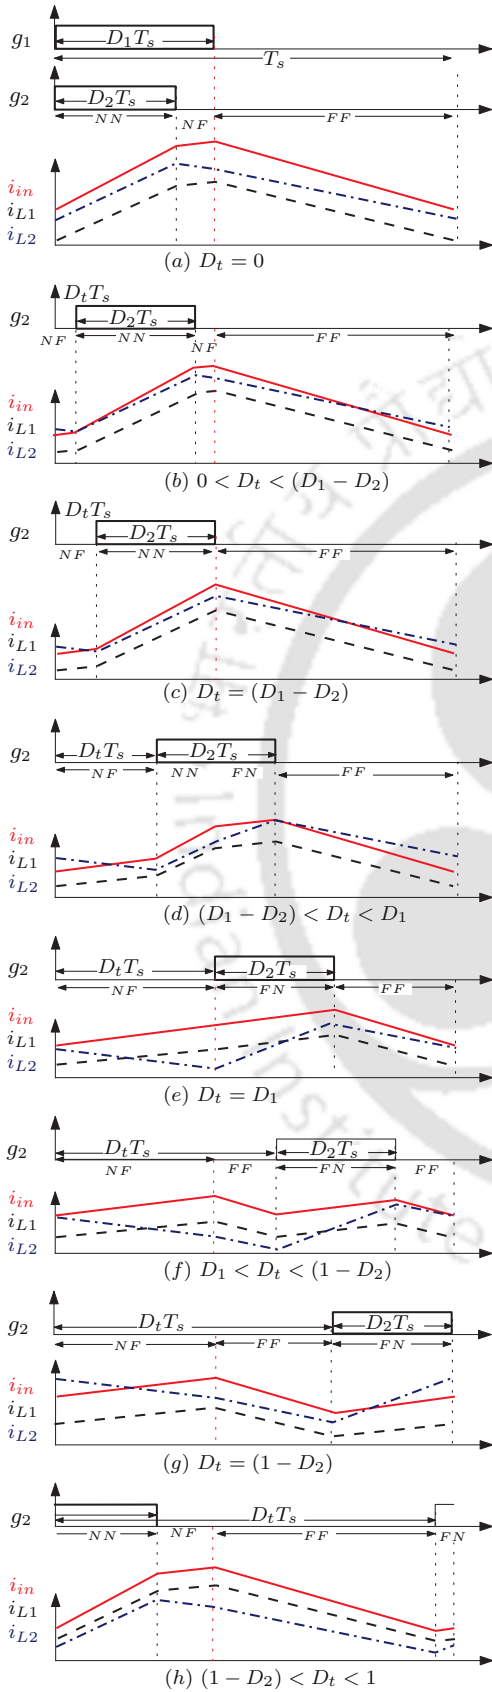 g1 D1Ts
Ts
g2 D2Ts
NN NF FF
iin
iL1
iL2
(a) Dt = 0
DtTs
g2 D2Ts
NF NN NF FF
iin
iL1
iL2
(b) 0 < Dt < (D1 − D2)
DtTs
g2 D2Ts
NF NN FF
iin
iL1
iL2
(c) Dt = (D1 − D2)
g2 DtTs D2Ts
NF NN FN FF
iin
iL1
iL2
(d) (D1 − D2) < Dt < D1
g2 DtTs D2Ts
NF FN FF
iin
iL1
iL2
(e) Dt = D1
g2 DtTs D2Ts
NF FF FN FF
iin
iL1
iL2
(f) D1 < Dt < (1 − D2)
g2 DtTs D2Ts
NF FF FN
iin
iL1
iL2
(g) Dt = (1 − D2)
g2 DtTs
NN NF FF FN
iin
iL1
iL2
(h) (1 − D2) < Dt < 1
Indian Institute